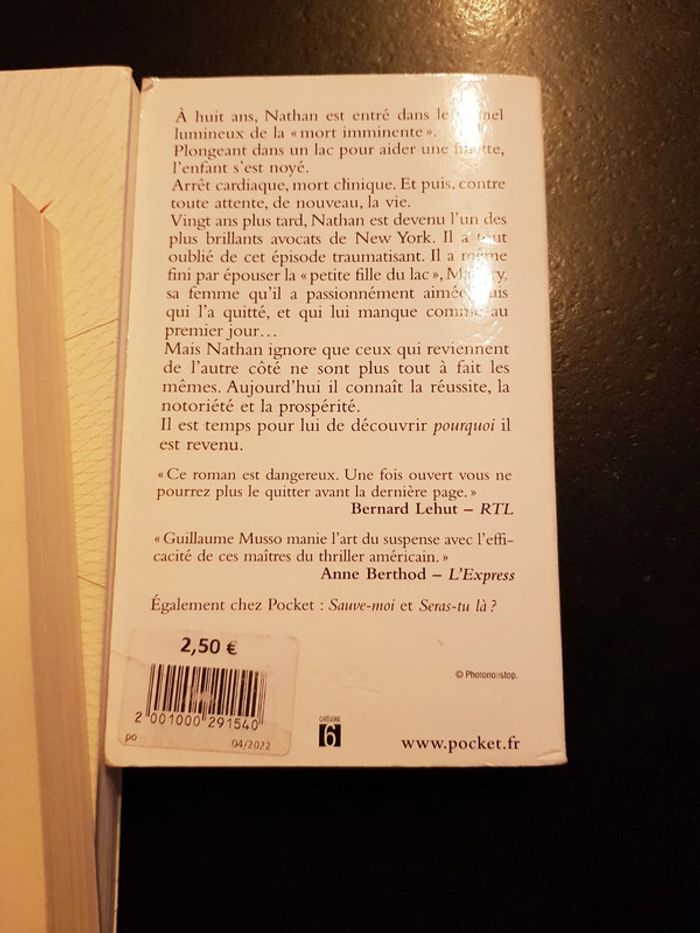 À huit ans, Nathan est entré dans le
lumineux de la « mort imminente ».
Plongeant dans un lac pour aider une
l'enfant s'est noyé.
Arrêt cardiaque, mort clinique. Et puis, contre
toute attente, de nouveau, la vie.
Vingt ans plus tard, Nathan est devenu l'un des
plus brillants avocats de New York. Il a tout
oublié de cet épisode traumatisant. Il a même
fini par épouser la « petite fille du lac »,
sa femme qu'il a passionnément aimée
qui l'a quitté, et qui lui manque comme au
premier jour...
Mais Nathan ignore que ceux qui reviennent
de l'autre côté ne sont plus tout à fait les
mêmes. Aujourd'hui il connaît la réussite, la
notoriété et la prospérité.
Il est temps pour lui de découvrir pourquoi il
est revenu.
« Ce roman est dangereux. Une fois ouvert vous ne
pourrez plus le quitter avant la dernière page. »
Bernard Lehut – RTL
« Guillaume Musso manie l'art du suspense avec l'effi-
cacité de ces maîtres du thriller américain. »
Anne Berthod – L'Express
Également chez Pocket : Sauve-moi et Seras-tu là ?
2,50 €
© Photononstop.
2 001000 291540
po 04/2022
CATÉGORIE
6
www.pocket.fr